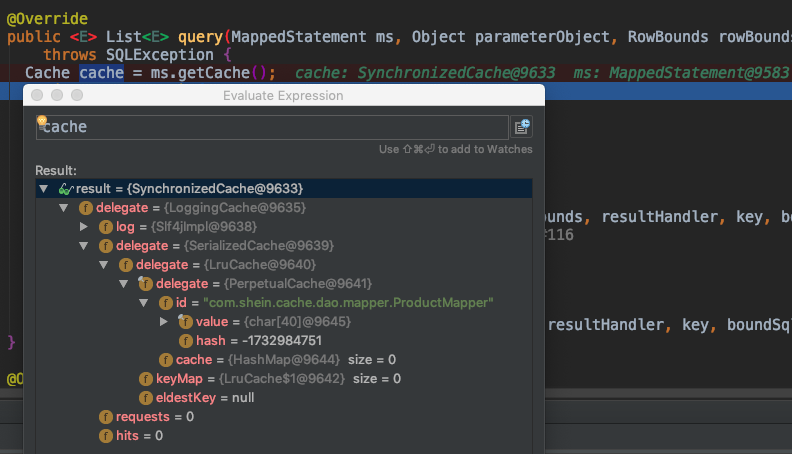 @Override
public <E> List<E> query(MappedStatement ms, Object parameterObject, RowBounds rowBounds
throws SQLException {
Cache cache = ms.getCache(); cache: SynchronizedCache@9633 ms: MappedStatement@9583
Evaluate Expression
cache
Use ⇧⌘⏎ to add to Watches
Result:
result = {SynchronizedCache@9633}
delegate = {LoggingCache@9635}
log = {Slf4jImpl@9638}
ounds, resultHandler, key, bo
delegate = {SerializedCache@9639}
#116
delegate = {LruCache@9640}
delegate = {PerpetualCache@9641}
id = "com.shein.cache.dao.mapper.ProductMapper"
value = {char[40]@9645}
resultHandler, key, boundSql
hash = -1732984751
}
cache = {HashMap@9644} size = 0
keyMap = {LruCache$1@9642} size = 0
eldestKey = null
requests = 0
hits = 0